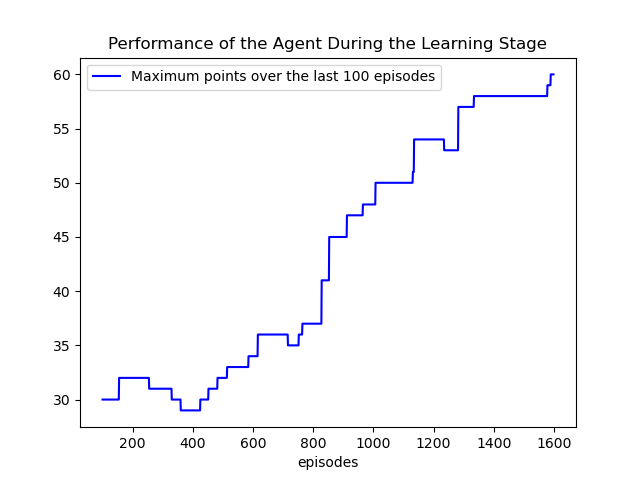 Performance of the Agent During the Learning Stage
Maximum points over the last 100 episodes
60
55
50
45
40
35
30
200 400 600 800 1000 1200 1400 1600
episodes